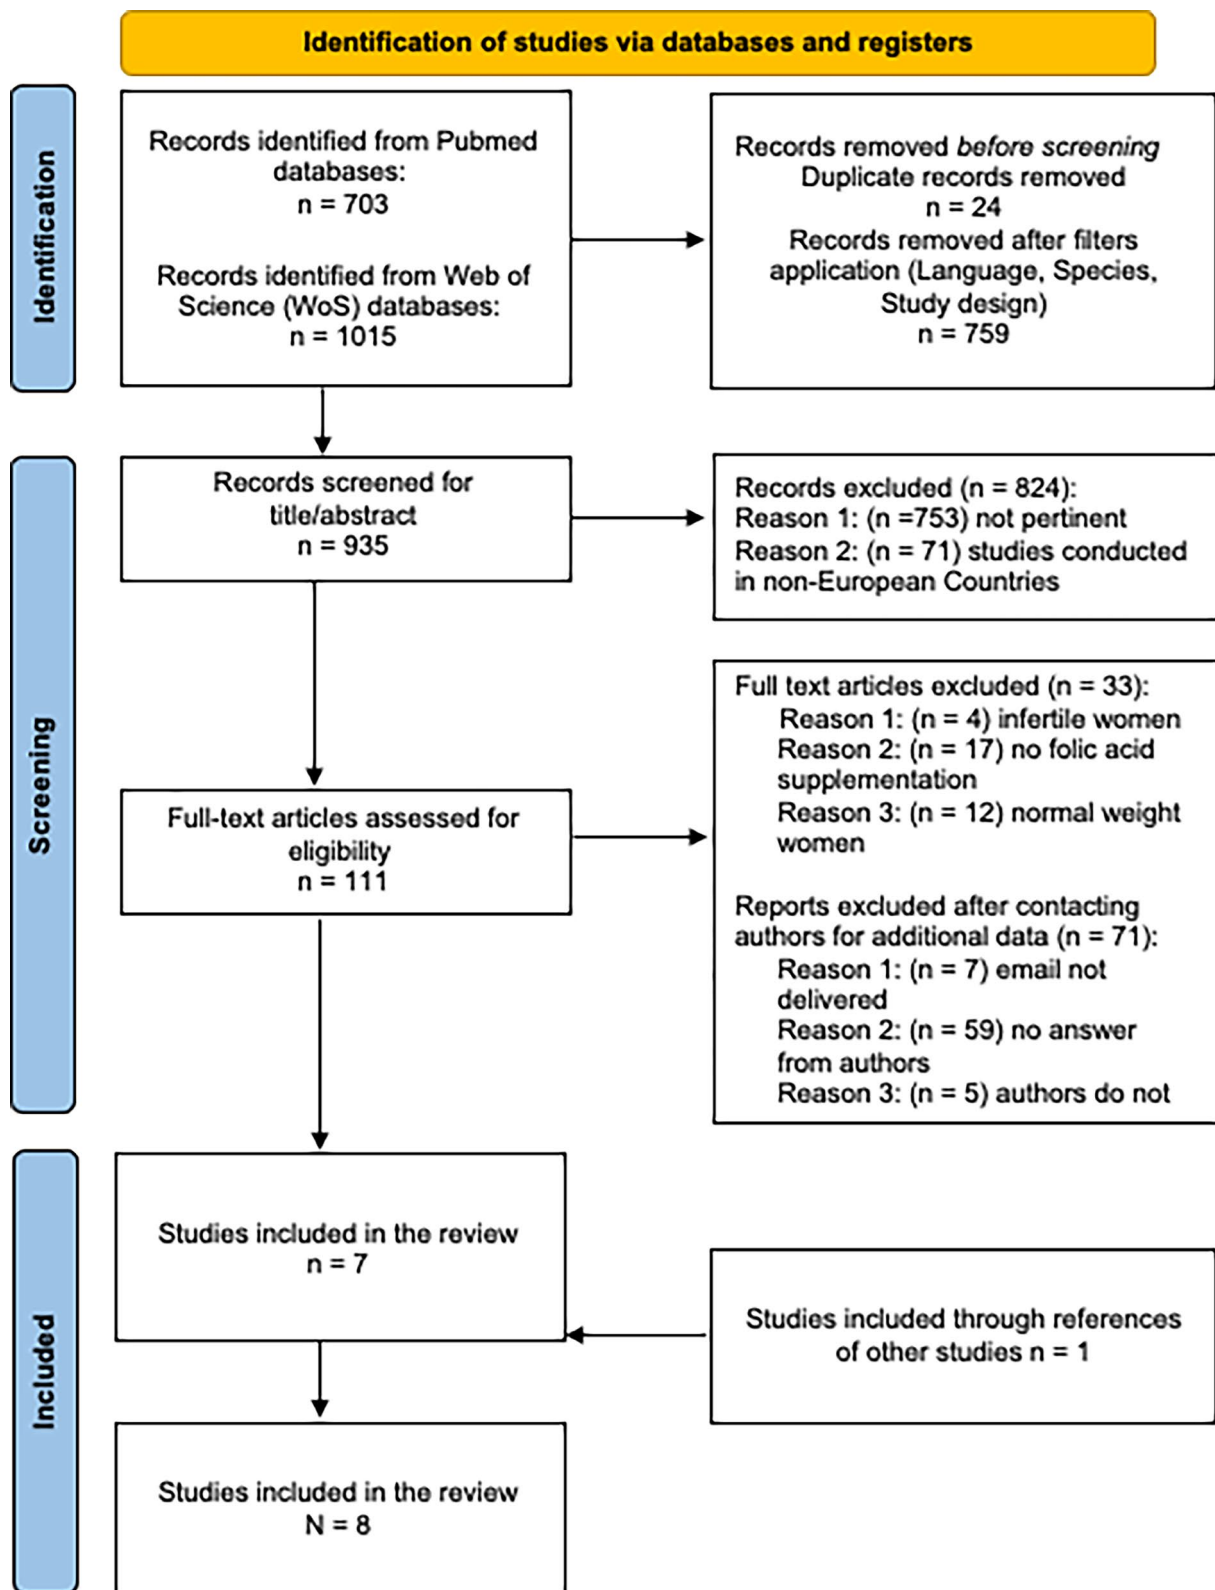 Identification of studies via databases and registers
Identification
Records identified from Pubmed
databases:
n = 703
Records identified from Web of
Science (WoS) databases:
n = 1015
Records removed before screening
Duplicate records removed
n = 24
Records removed after filters
application (Language, Species,
Study design)
n = 759
Screening
Records screened for
title/abstract
n = 935
Records excluded (n = 824):
Reason 1: (n =753) not pertinent
Reason 2: (n = 71) studies conducted
in non-European Countries
Full-text articles assessed for
eligibility
n = 111
Full text articles excluded (n = 33):
Reason 1: (n = 4) infertile women
Reason 2: (n = 17) no folic acid
supplementation
Reason 3: (n = 12) normal weight
women
Reports excluded after contacting
authors for additional data (n = 71):
Reason 1: (n = 7) email not
delivered
Reason 2: (n = 59) no answer
from authors
Reason 3: (n = 5) authors do not
Included
Studies included in the review
n = 7
Studies included through references
of other studies n = 1
Studies included in the review
N = 8